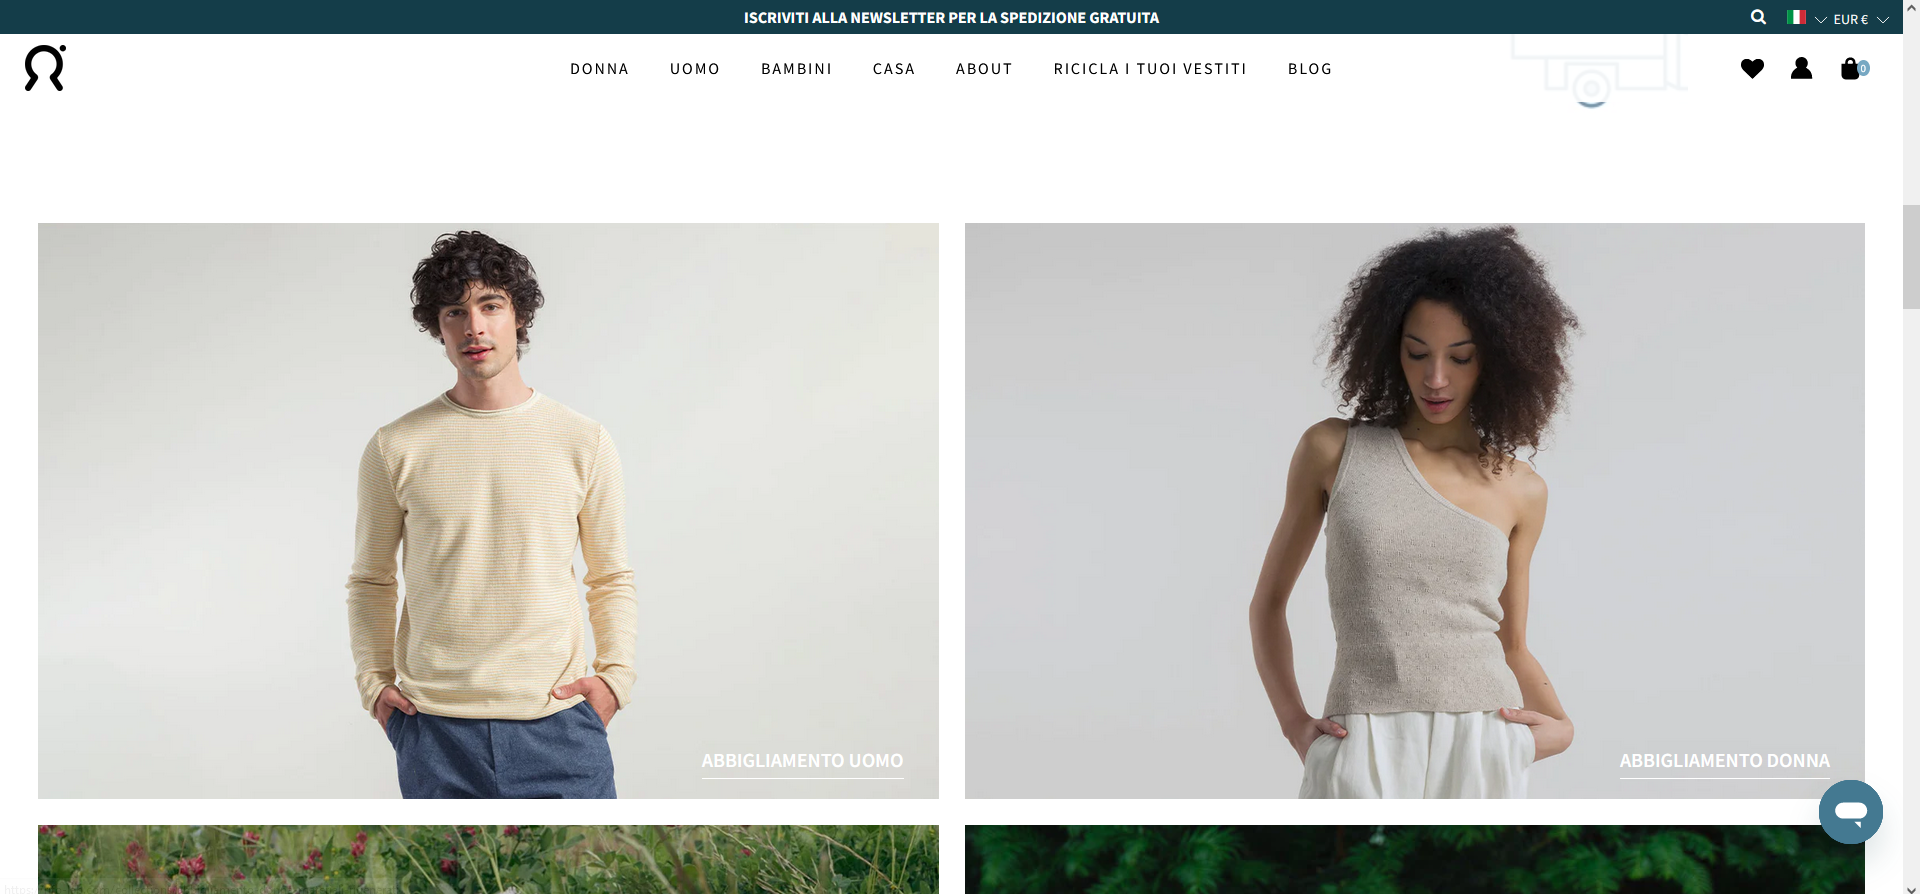 ISCRIVITI ALLA NEWSLETTER PER LA SPEDIZIONE GRATUITA
EUR €
DONNA UOMO BAMBINI CASA ABOUT RICICLA I TUOI VESTITI BLOG
0
ABBIGLIAMENTO UOMO
ABBIGLIAMENTO DONNA